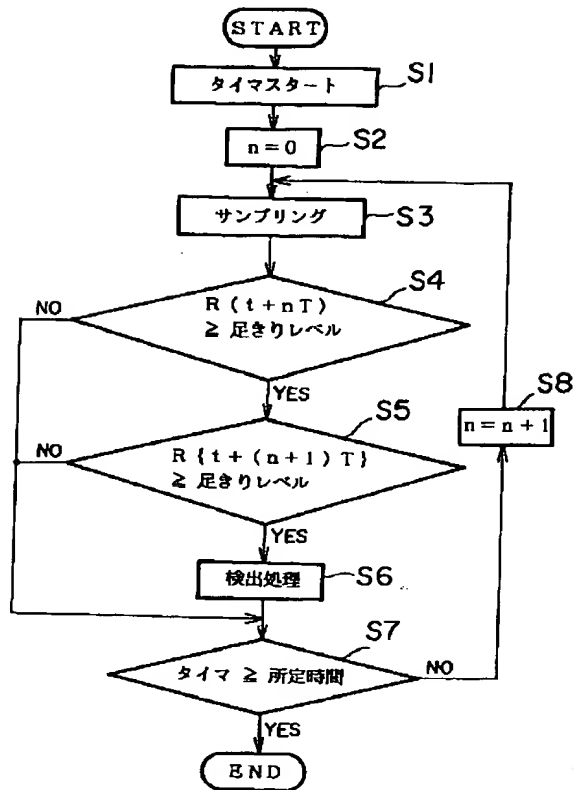 START
タイマスタート
S1
n=0
S2
サンプリング
S3
S4
NO
R(t+nT)
≧ 足きりレベル
YES
S8
n=n+1
S5
NO
R{t+(n+1)T}
≧ 足きりレベル
YES
検出処理
S6
S7
タイマ ≧ 所定時間
NO
YES
END